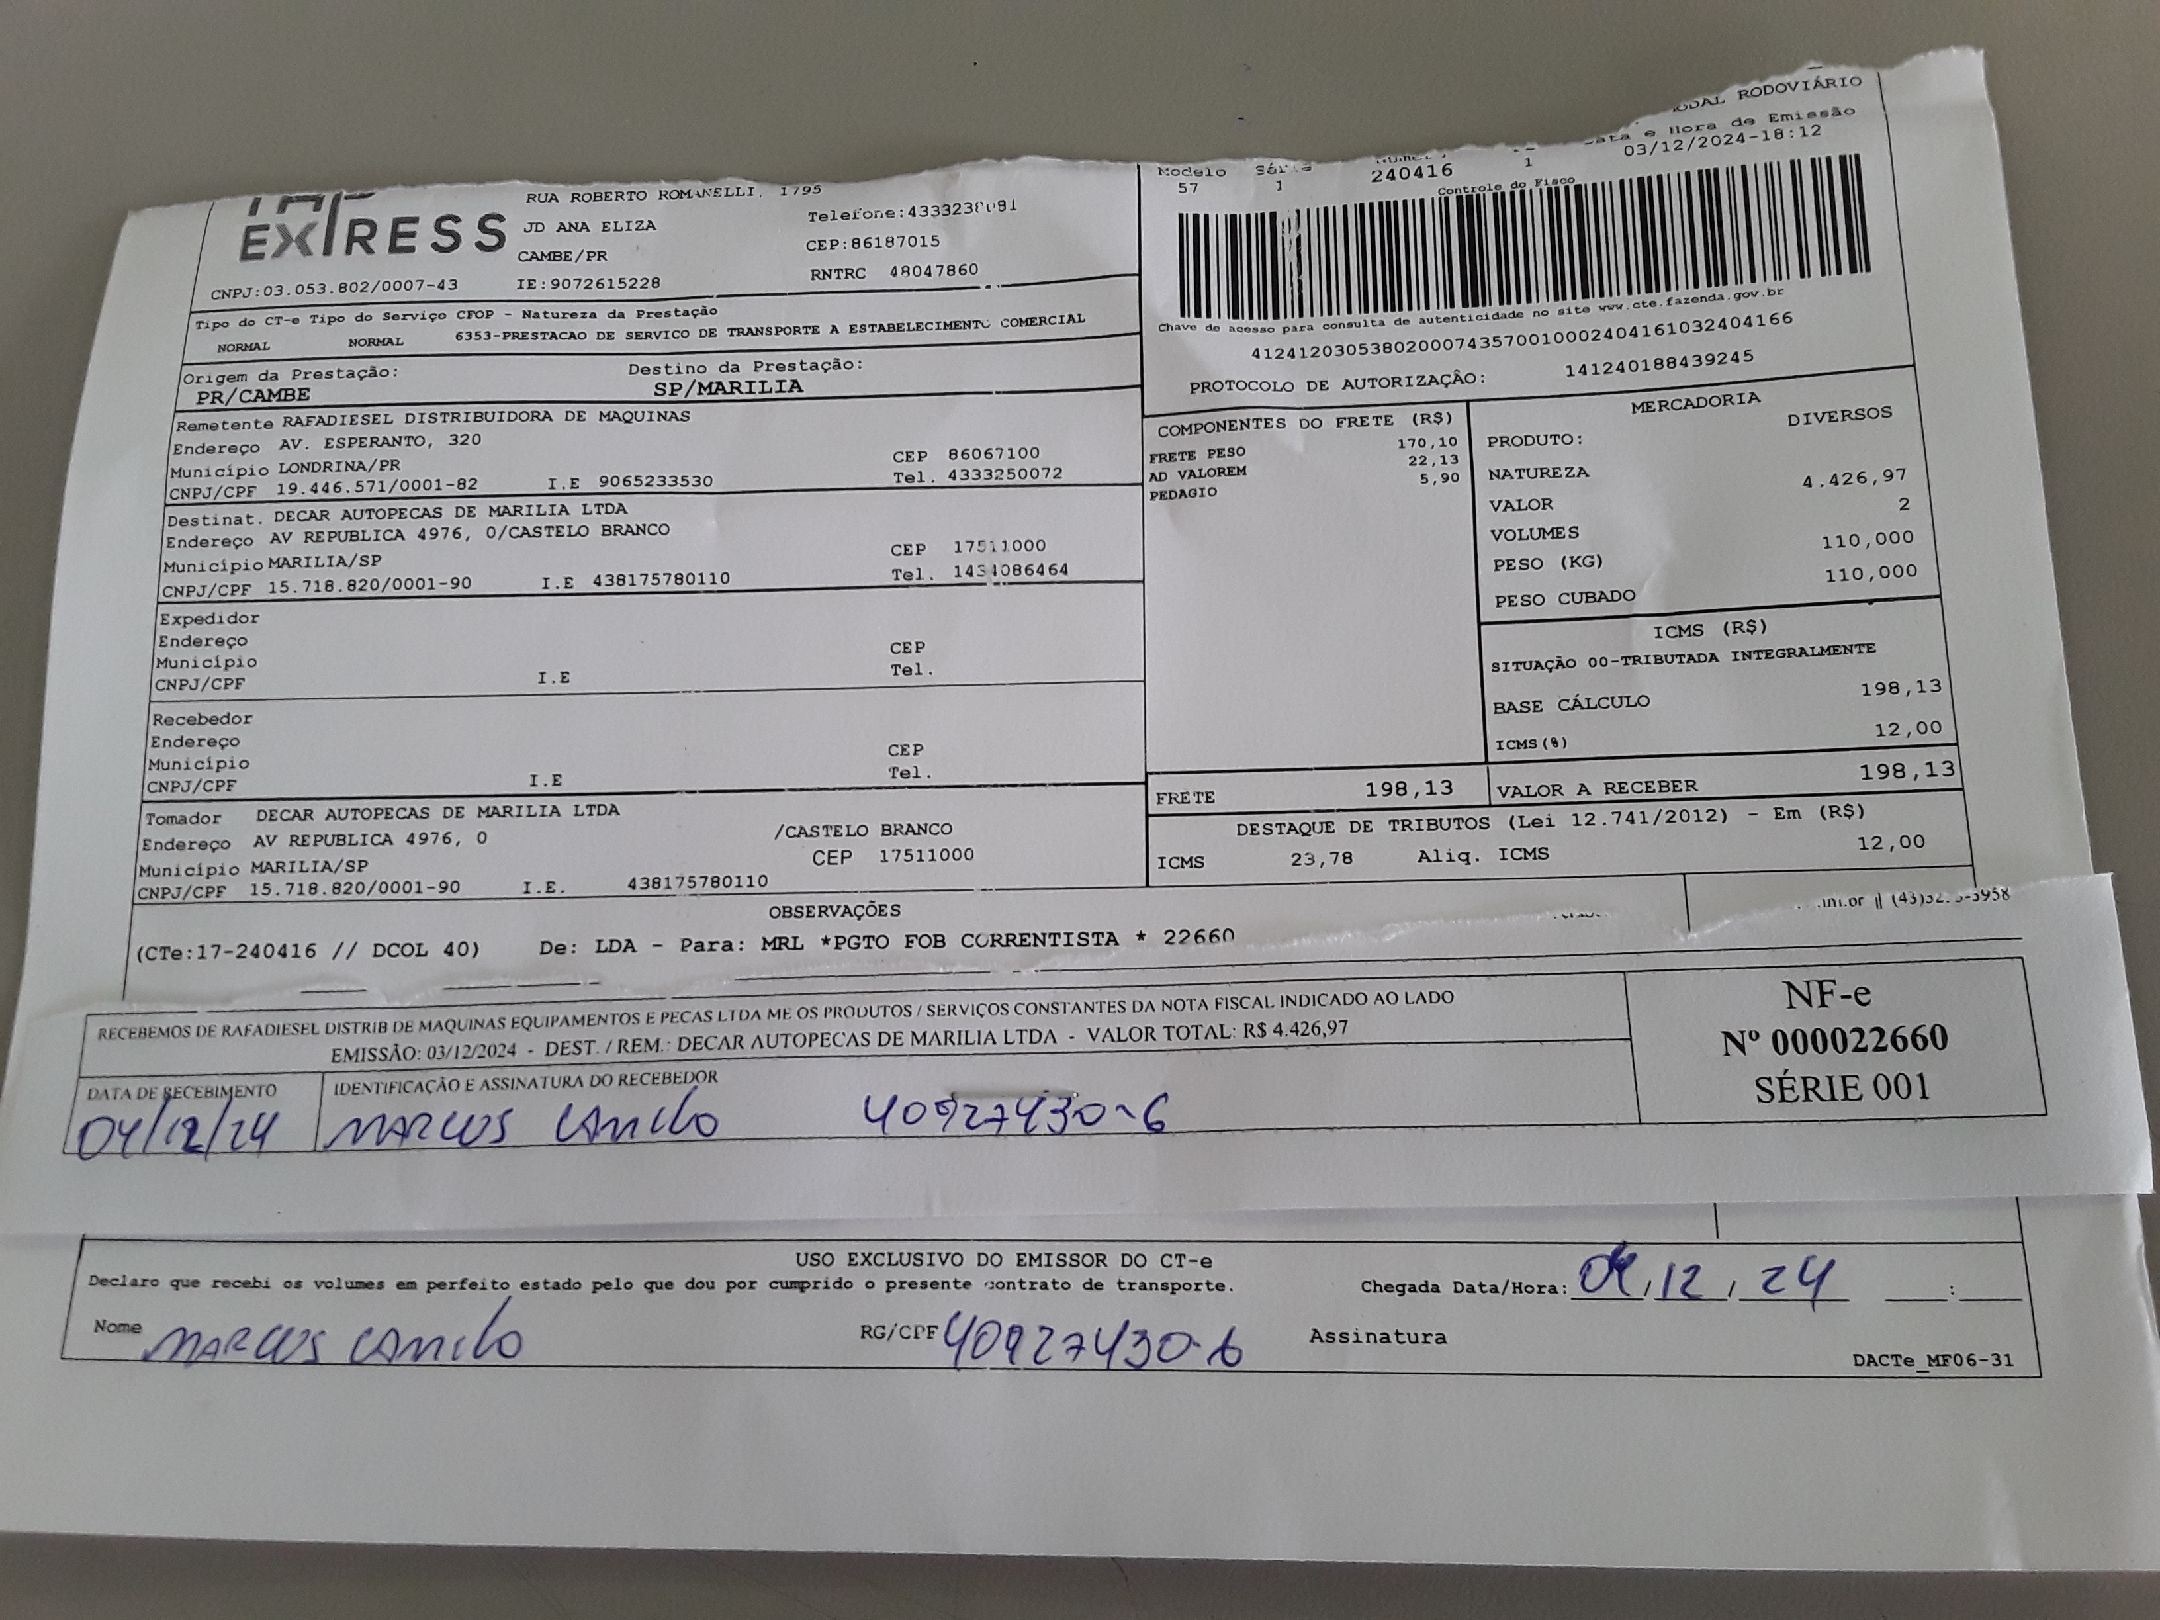 RODOVIÁRIO
RUA ROBERTO ROMANELLI, 1795
EXPRESS
JD ANA ELIZA
CAMBE/PR
CEP:86187015
RNTRC 48047860
CNPJ:03.053.802/0007-43 IE:9072615228
Modelo Série
e Hora de Emissão
57 1 240416 1 03/12/2024-18:12
Controle do Fisco
Chave de acesso para consulta de autenticidade no site www.cte.fazenda.gov.br
41241203053802000743570010002404161032404166
PROTOCOLO DE AUTORIZAÇÃO: 141240188439245
Tipo do CT-e Tipo do Serviço CFOP - Natureza da Prestação
NORMAL NORMAL 6353-PRESTACAO DE SERVICO DE TRANSPORTE A ESTABELECIMENTO COMERCIAL
Origem da Prestação: Destino da Prestação:
PR/CAMBE SP/MARILIA
Remetente RAFADIESEL DISTRIBUIDORA DE MAQUINAS
Endereço AV. ESPERANTO, 320 CEP 86067100
Município LONDRINA/PR Tel. 4333250072
CNPJ/CPF 19.446.571/0001-82 I.E 9065233530
Destinat. DECAR AUTOPECAS DE MARILIA LTDA
Endereço AV REPUBLICA 4976, 0/CASTELO BRANCO CEP 17511000
Município MARILIA/SP Tel. 1434086464
CNPJ/CPF 15.718.820/0001-90 I.E 438175780110
Expedidor
Endereço
Município CEP
CNPJ/CPF I.E Tel.
Recebedor
Endereço
Município CEP
CNPJ/CPF I.E Tel.
Tomador DECAR AUTOPECAS DE MARILIA LTDA
Endereço AV REPUBLICA 4976, 0 /CASTELO BRANCO
Município MARILIA/SP CEP 17511000
CNPJ/CPF 15.718.820/0001-90 I.E. 438175780110
COMPONENTES DO FRETE (R$)
FRETE PESO 170,10
AD VALOREM 22,13
PEDAGIO 5,90
MERCADORIA
PRODUTO: DIVERSOS
NATUREZA
VALOR 4.426,97
VOLUMES 2
PESO (KG) 110,000
PESO CUBADO 110,000
ICMS (R$)
SITUAÇÃO 00-TRIBUTADA INTEGRALMENTE
BASE CÁLCULO 198,13
ICMS(%) 12,00
FRETE 198,13 VALOR A RECEBER 198,13
DESTAQUE DE TRIBUTOS (Lei 12.741/2012) - Em (R$)
ICMS 23,78 Aliq. ICMS 12,00
OBSERVAÇÕES
(CTe:17-240416 // DCOL 40) De: LDA - Para: MRL *PGTO FOB CORRENTISTA * 22660
RECEBEMOS DE RAFADIESEL DISTRIB DE MAQUINAS EQUIPAMENTOS E PECAS LTDA ME OS PRODUTOS / SERVIÇOS CONSTANTES DA NOTA FISCAL INDICADO AO LADO
EMISSÃO: 03/12/2024 - DEST. / REM.: DECAR AUTOPECAS DE MARILIA LTDA - VALOR TOTAL: R$ 4.426,97
NF-e
Nº 000022660
SÉRIE 001
DATA DE RECEBIMENTO IDENTIFICAÇÃO E ASSINATURA DO RECEBEDOR
04/12/24 MARCOS CAMILO 40927430-6
USO EXCLUSIVO DO EMISSOR DO CT-e
Declaro que recebi os volumes em perfeito estado pelo que dou por cumprido o presente contrato de transporte. Chegada Data/Hora: 04/12/24 :
Nome MARCOS CAMILO RG/CPF 40927430-6 Assinatura
DACTe_MF06-31